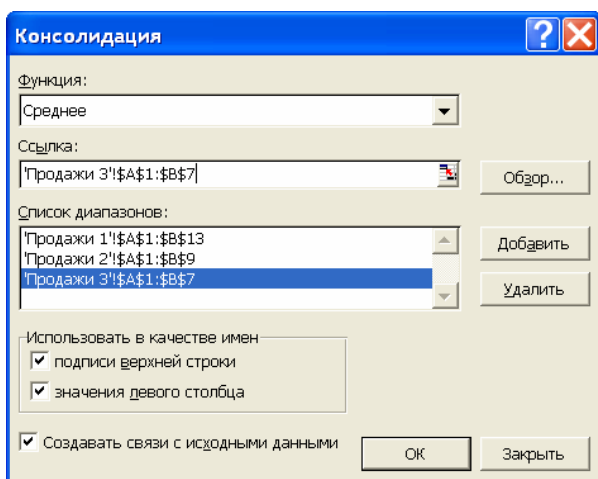 Консолидация
Функция:
Среднее
Ссылка:
'Продажи 3'!$A$1:$B$7
Обзор...
Список диапазонов:
'Продажи 1'!$A$1:$B$13
'Продажи 2'!$A$1:$B$9
'Продажи 3'!$A$1:$B$7
Добавить
Удалить
Использовать в качестве имен
подписи верхней строки
значения левого столбца
Создавать связи с исходными данными
ОК
Закрыть